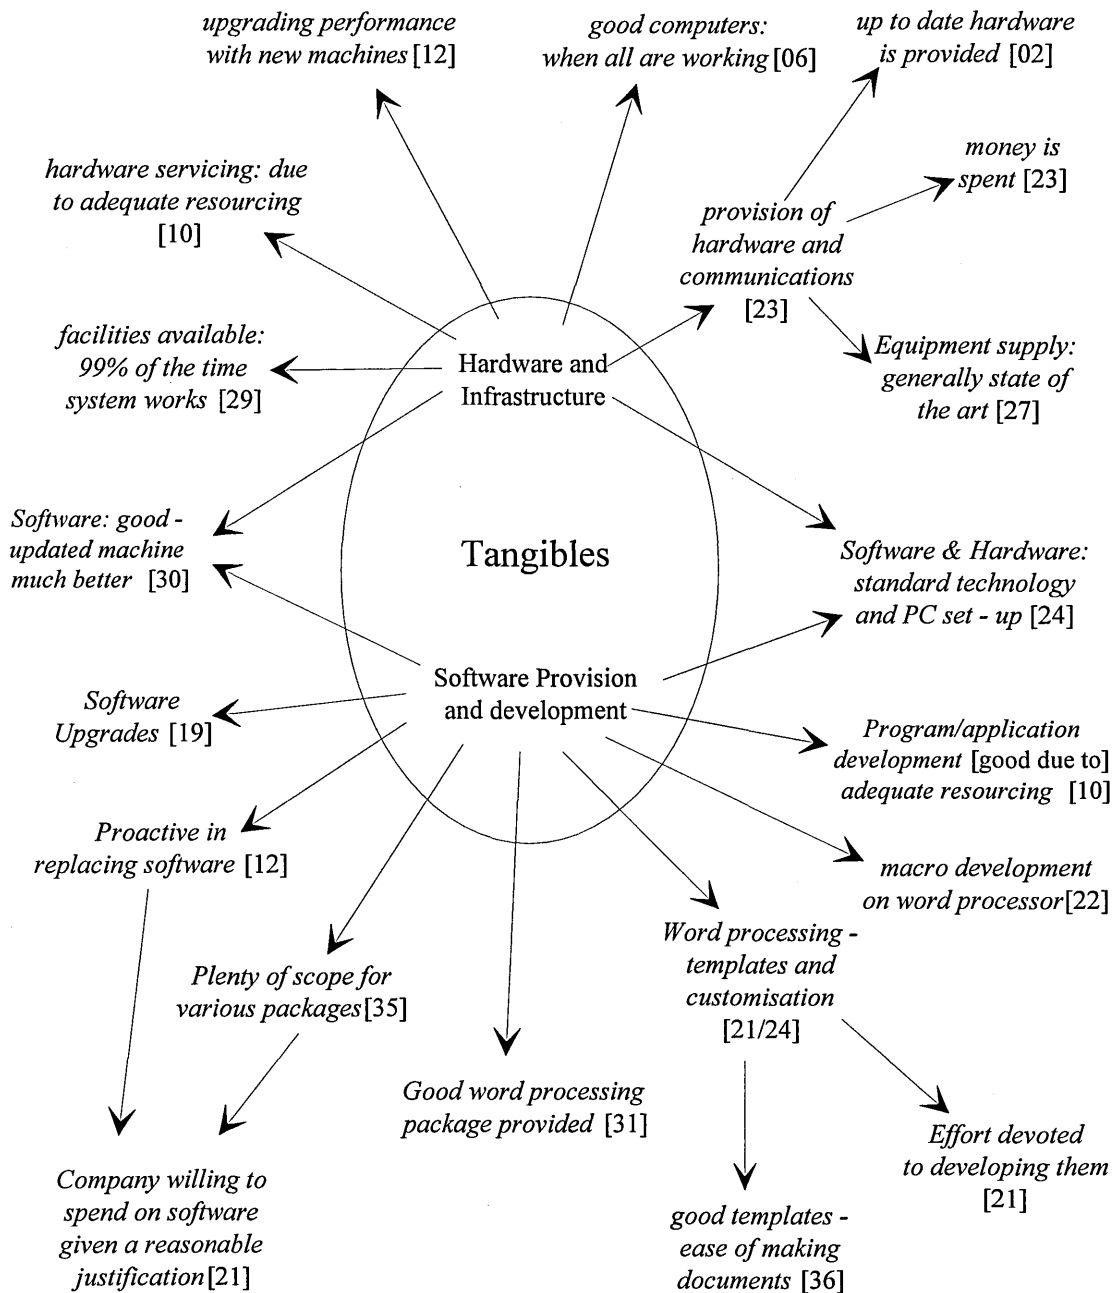 upgrading performance
with new machines [12]
good computers:
when all are working [06]
up to date hardware
is provided [02]
money is
spent [23]
hardware servicing: due
to adequate resourcing
[10]
provision of
hardware and
communications
[23]
facilities available:
99% of the time
system works [29]
Hardware and
Infrastructure
Equipment supply:
generally state of
the art [27]
Software: good -
updated machine
much better [30]
Tangibles
Software & Hardware:
standard technology
and PC set - up [24]
Software Provision
and development
Software
Upgrades [19]
Program/application
development [good due to]
adequate resourcing [10]
Proactive in
replacing software [12]
macro development
on word processor [22]
Word processing -
templates and
customisation
[21/24]
Plenty of scope for
various packages [35]
Good word processing
package provided [31]
Effort devoted
to developing them
[21]
Company willing to
spend on software
given a reasonable
justification [21]
good templates -
ease of making
documents [36]